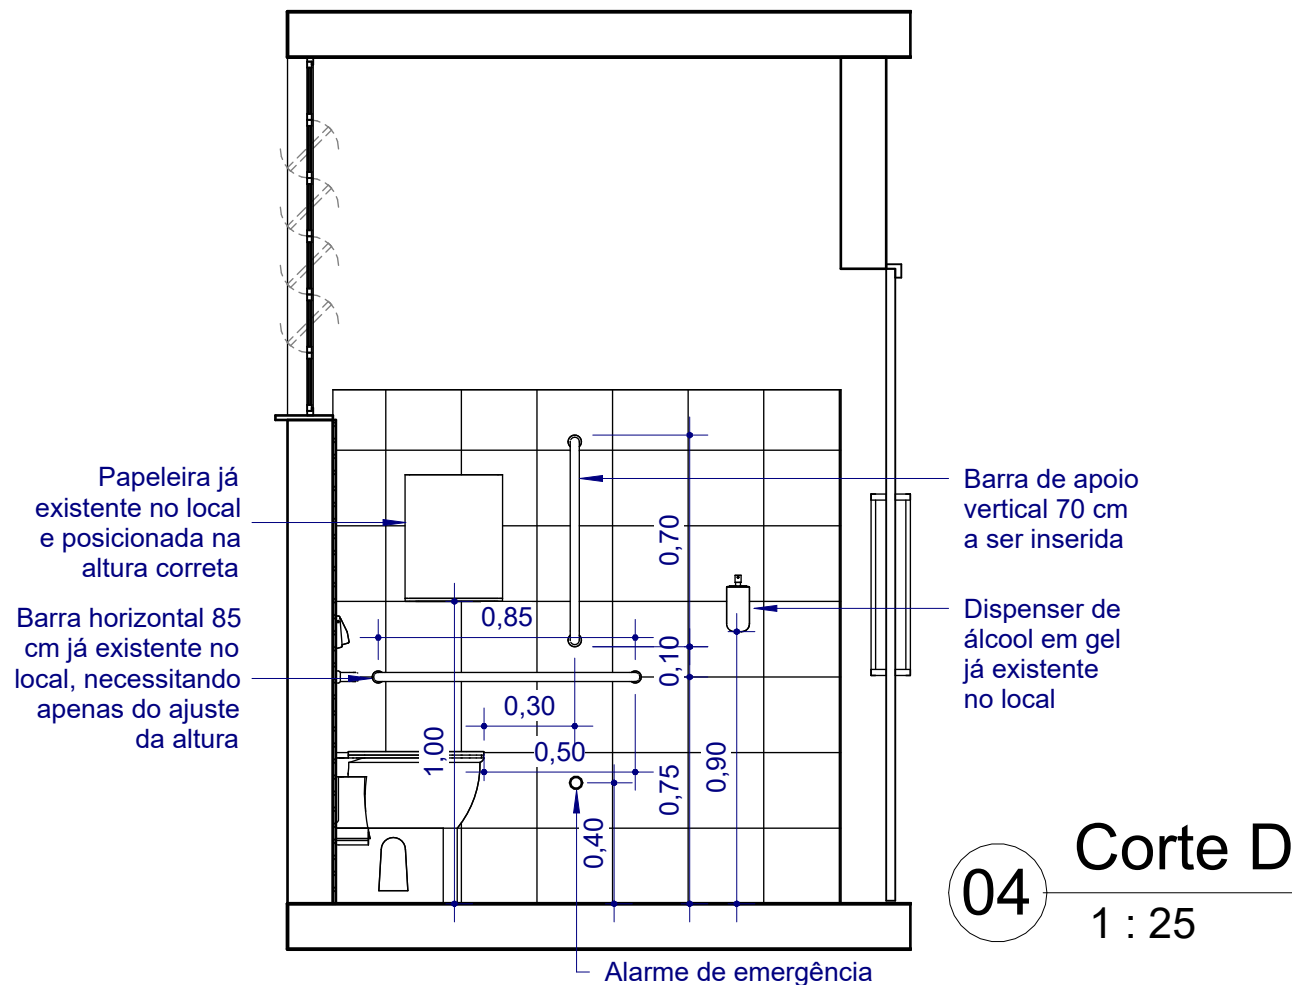 Papeleira já
existente no local
e posicionada na
altura correta
Barra horizontal 85
cm já existente no
local, necessitando
apenas do ajuste
da altura
Barra de apoio
vertical 70 cm
a ser inserida
Dispenser de
álcool em gel
já existente
no local
0,70
0,85
0,10
0,30
1,00
0,50
0,75
0,90
0,40
Alarme de emergência
04
Corte D
1 : 25